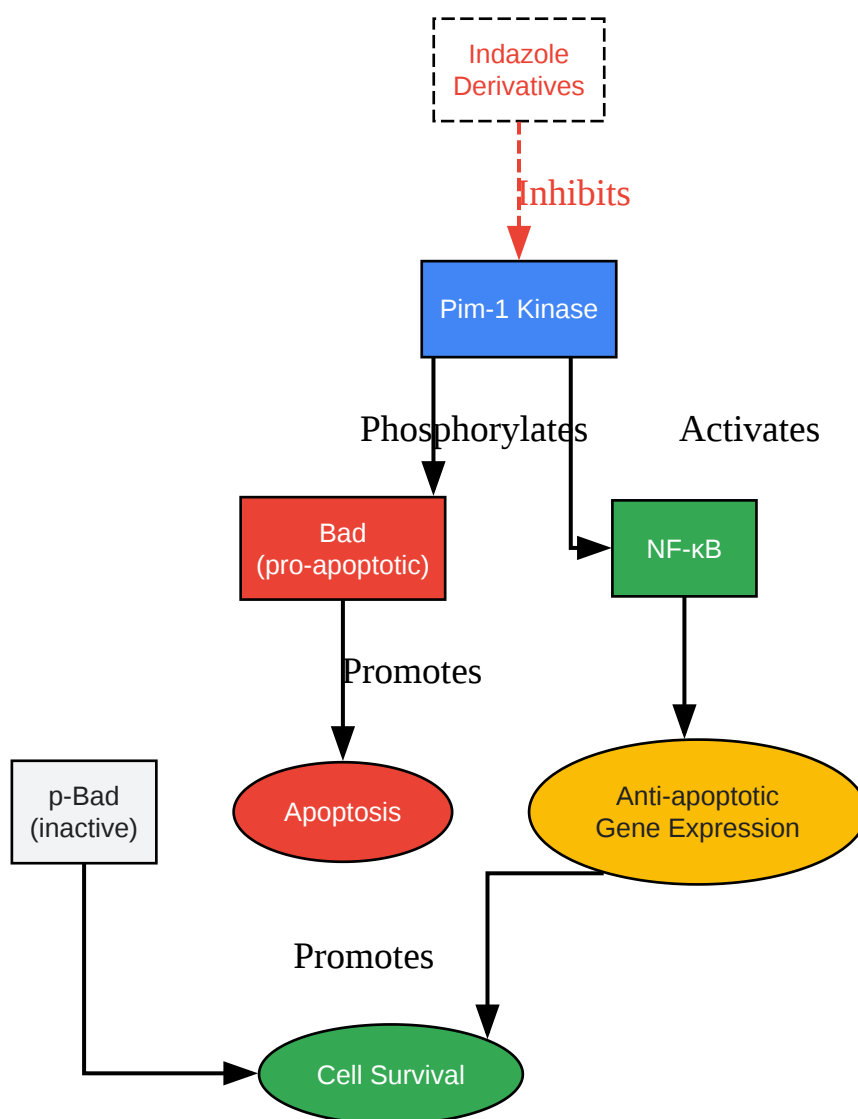 Indazole
Derivatives
Inhibits
Pim-1 Kinase
Phosphorylates
Activates
Bad
(pro-apoptotic)
NF-κB
Promotes
p-Bad
(inactive)
Apoptosis
Anti-apoptotic
Gene Expression
Promotes
Cell Survival